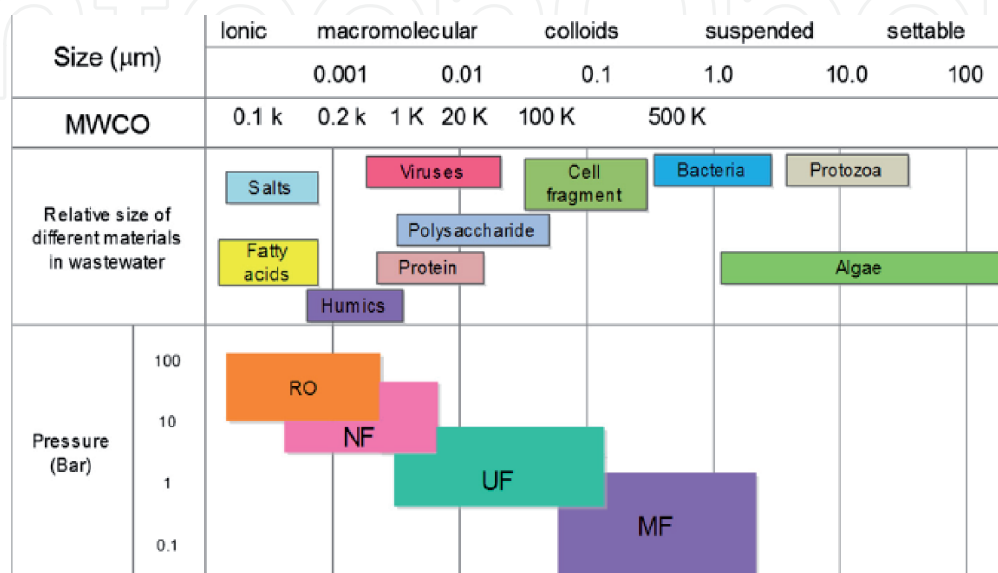 Size (μm)
Ionic macromolecular colloids suspended settable
0.001 0.01 0.1 1.0 10.0 100
MWCO
0.1 k 0.2 k 1 K 20 K 100 K 500 K
Relative size of
different materials
in wastewater
Salts
Viruses
Cell
fragment
Bacteria
Protozoa
Polysaccharide
Fatty
acids
Protein
Algae
Humics
Pressure
(Bar)
100
10
1
0.1
RO
NF
UF
MF